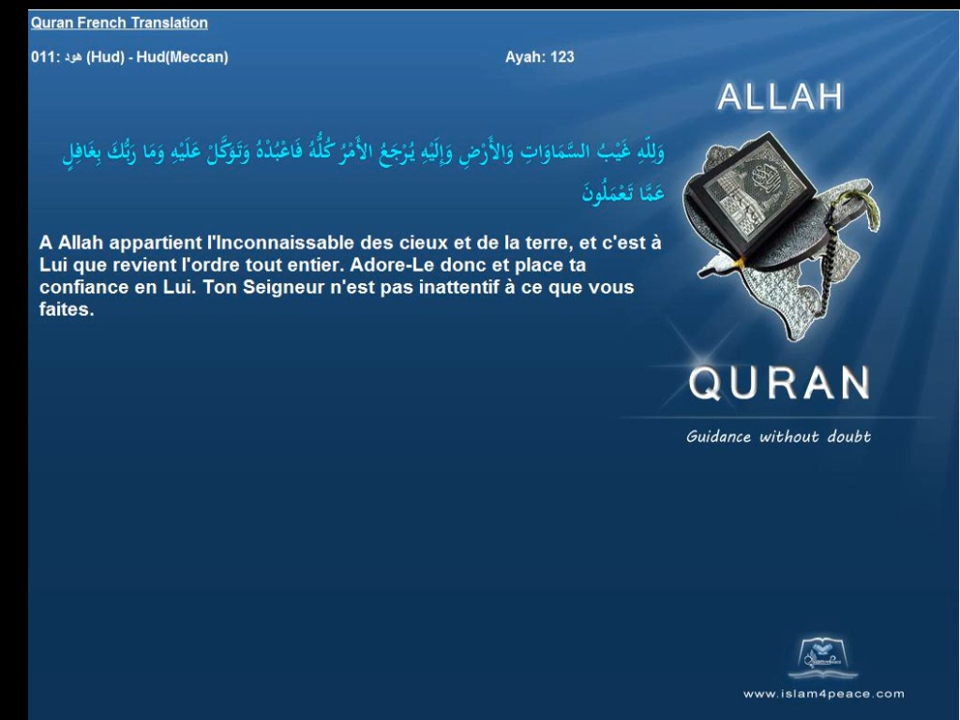 Quran French Translation
011: هود (Hud) - Hud(Meccan) Ayah: 123
ALLAH
وَلِلّهِ غَيْبُ السَّمَاوَاتِ وَالأَرْضِ وَإِلَيْهِ يُرْجَعُ الأَمْرُ كُلُّهُ فَاعْبُدْهُ وَتَوَكَّلْ عَلَيْهِ وَمَا رَبُّكَ بِغَافِلٍ
عَمَّا تَعْمَلُونَ
A Allah appartient l'Inconnaissable des cieux et de la terre, et c'est à
Lui que revient l'ordre tout entier. Adore-Le donc et place ta
confiance en Lui. Ton Seigneur n'est pas inattentif à ce que vous
faites.
QURAN
Guidance without doubt
www.islam4peace.com